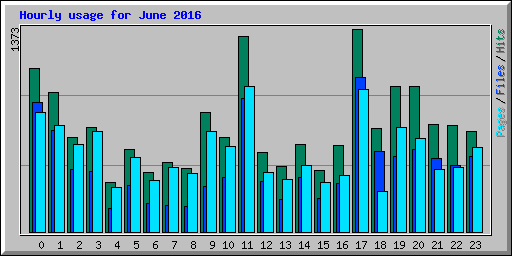 Hourly usage for June 2016
1373
Pages/Files/Hits
0 1 2 3 4 5 6 7 8 9 10 11 12 13 14 15 16 17 18 19 20 21 22 23